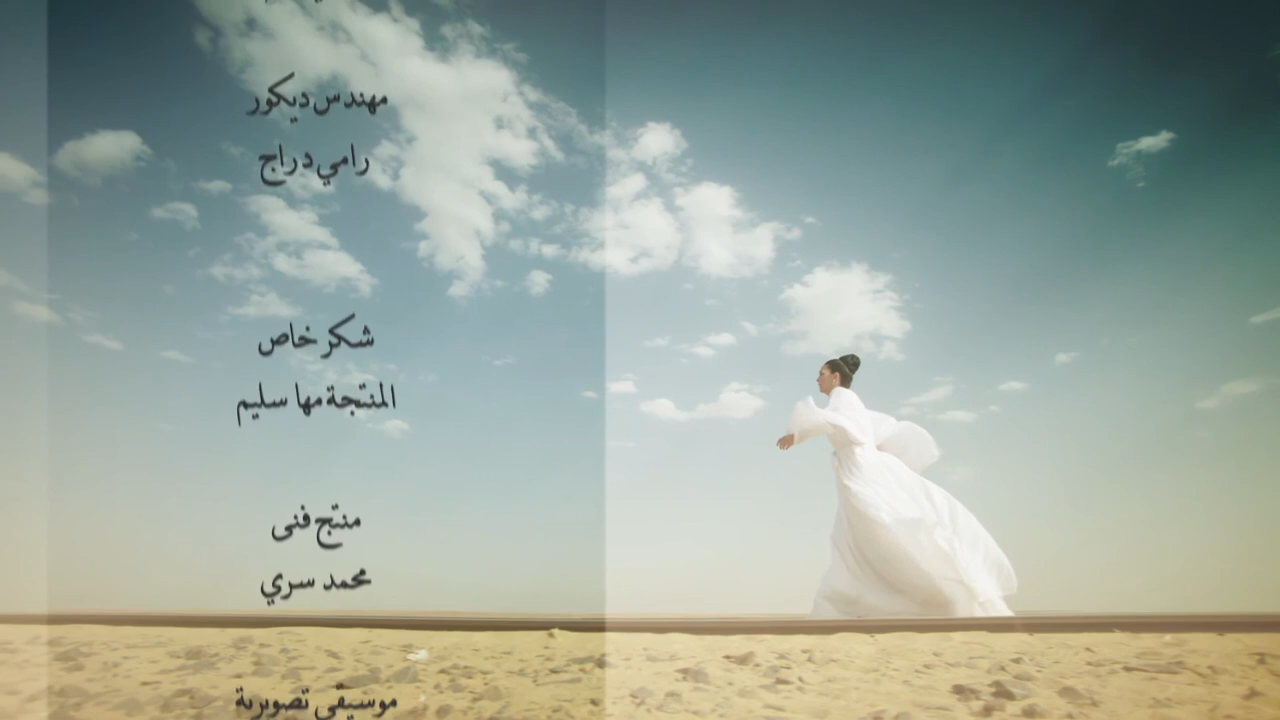 مهندس ديكور
رامي دراج
شكر خاص
المنتجة مها سليم
منتج فنى
محمد سري
موسيقى تصويرية